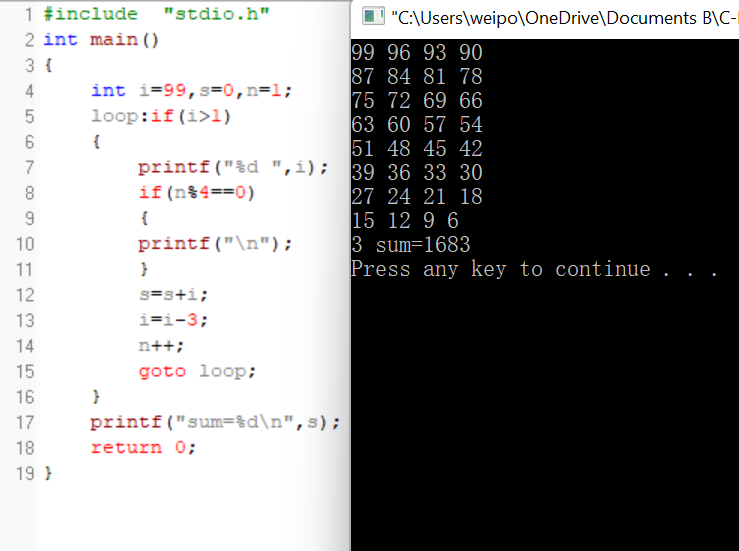 1 #include  "stdio.h"
2 int main()
3 {
4     int i=99,s=0,n=1;
5     loop:if(i>1)
6     {
7         printf("%d ",i);
8         if(n%4==0)
9         {
10         printf("\n");
11         }
12         s=s+i;
13         i=i-3;
14         n++;
15         goto loop;
16     }
17     printf("sum=%d\n",s);
18     return 0;
19 }
"C:\Users\weipo\OneDrive\Documents B\C-
99 96 93 90
87 84 81 78
75 72 69 66
63 60 57 54
51 48 45 42
39 36 33 30
27 24 21 18
15 12 9 6
3 sum=1683
Press any key to continue . . .